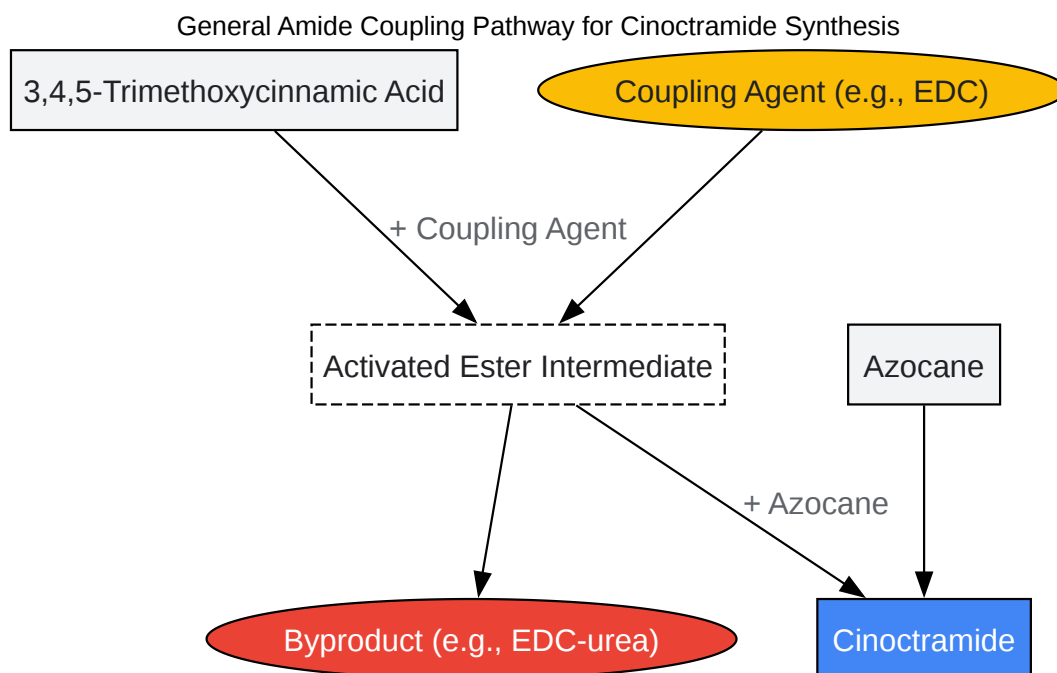 General Amide Coupling Pathway for Cinoctramide Synthesis
3,4,5-Trimethoxycinnamic Acid
Coupling Agent (e.g., EDC)
+ Coupling Agent
Activated Ester Intermediate
Azocane
+ Azocane
Byproduct (e.g., EDC-urea)
Cinoctramide